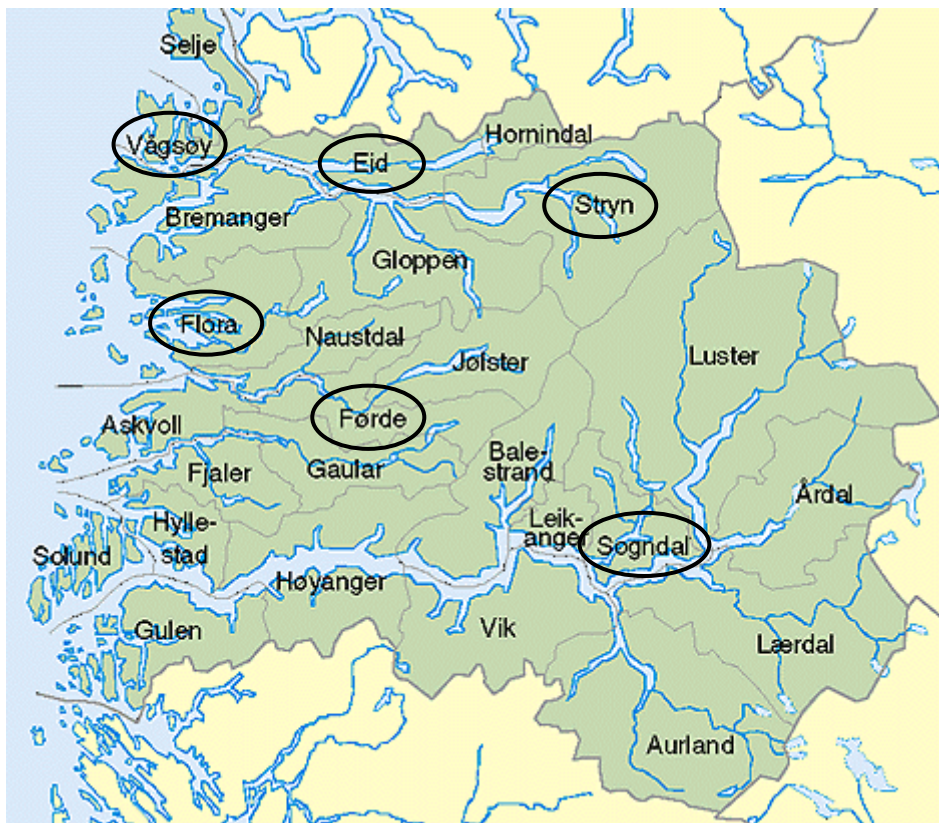 Selje
Vågsøy
Eid
Hornindal
Bremanger
Stryn
Gloppen
Flora
Naustdal
Jølster
Luster
Askvoll
Førde
Fjaler
Gaular
Bale-
strand
Årdal
Hylle-
stad
Leik-
anger
Sogndal
Solund
Høyanger
Gulen
Vik
Lærdal
Aurland